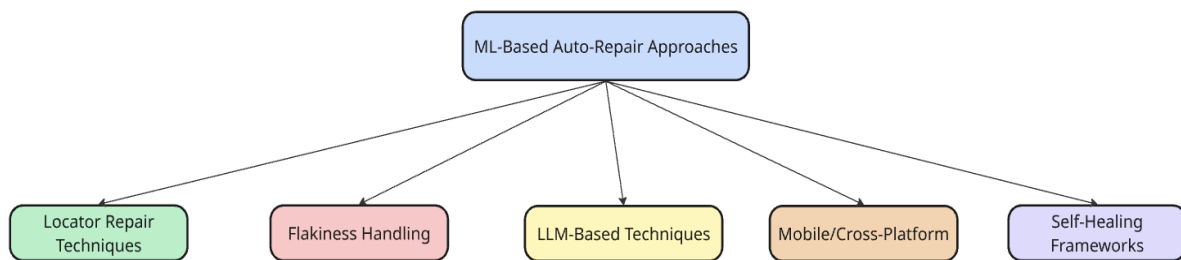 ML-Based Auto-Repair Approaches
Locator Repair
Techniques
Flakiness Handling
LLM-Based Techniques
Mobile/Cross-Platform
Self-Healing
Frameworks